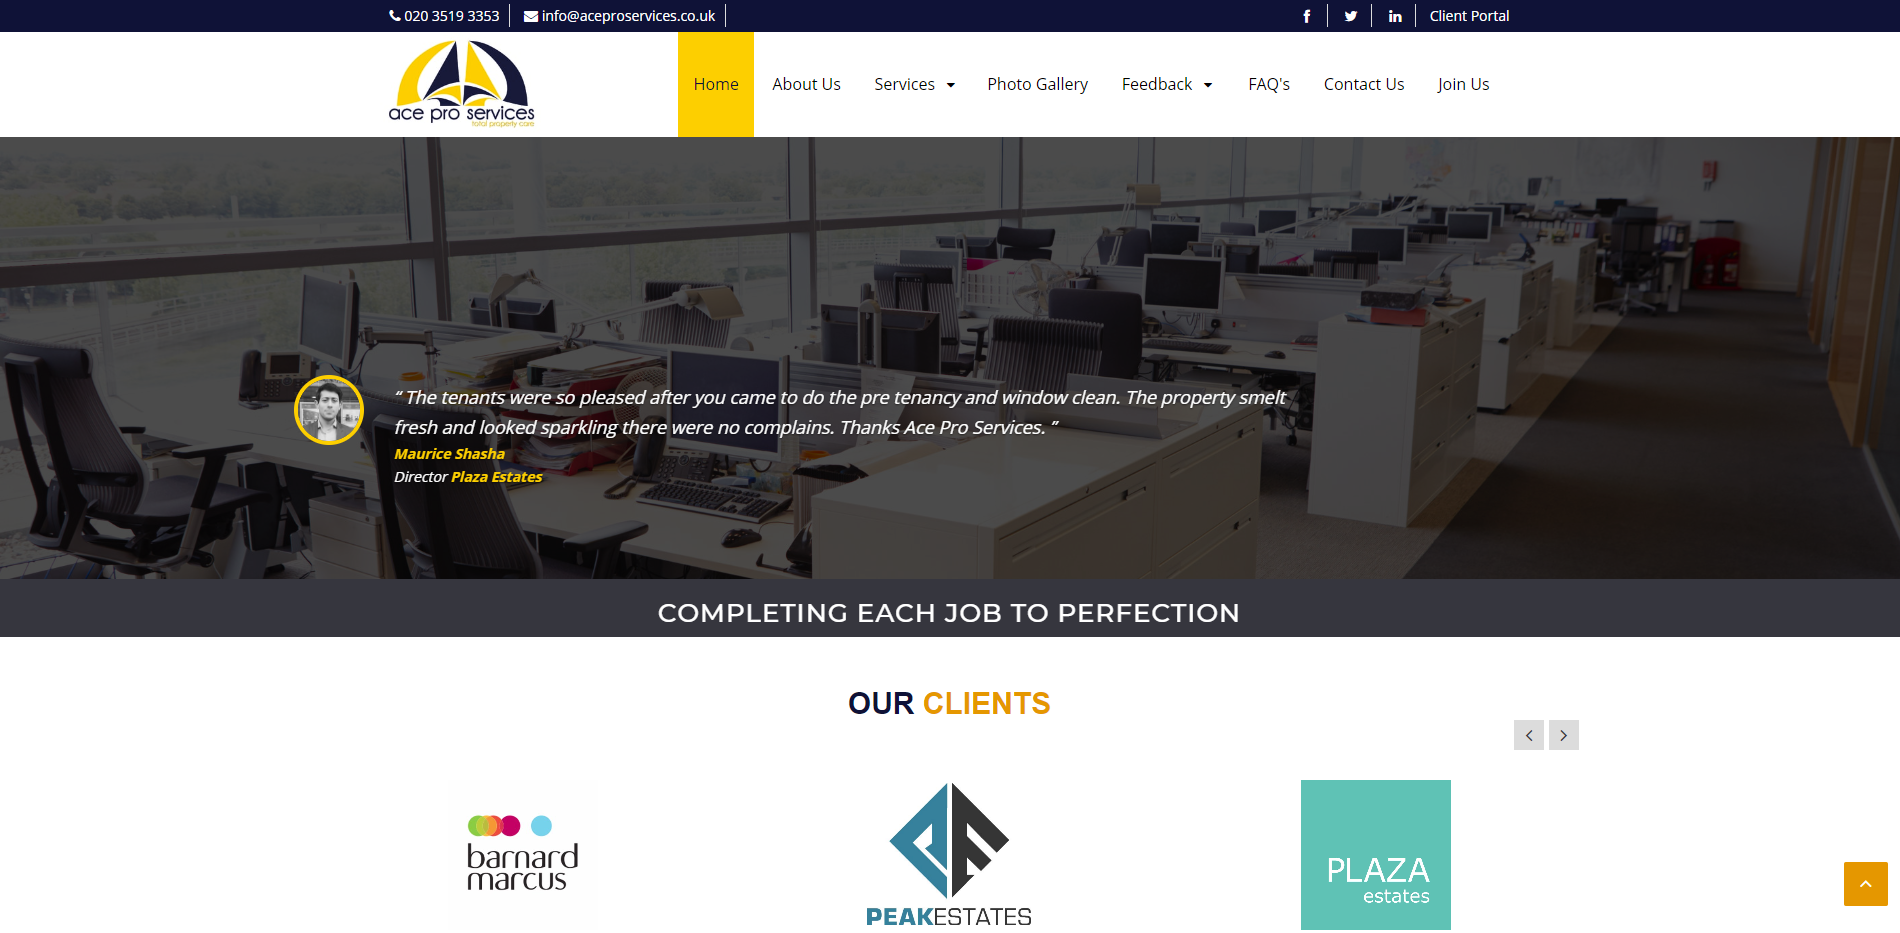 020 3519 3353
info@aceproservices.co.uk
Client Portal
ace pro services
total property care
Home
About Us
Services
Photo Gallery
Feedback
FAQ's
Contact Us
Join Us
“ The tenants were so pleased after you came to do the pre tenancy and window clean. The property smelt
fresh and looked sparkling there were no complains. Thanks Ace Pro Services. ”
Maurice Shasha
Director Plaza Estates
COMPLETING EACH JOB TO PERFECTION
OUR CLIENTS
barnard
marcus
PEAKESTATES
PLAZA
estates